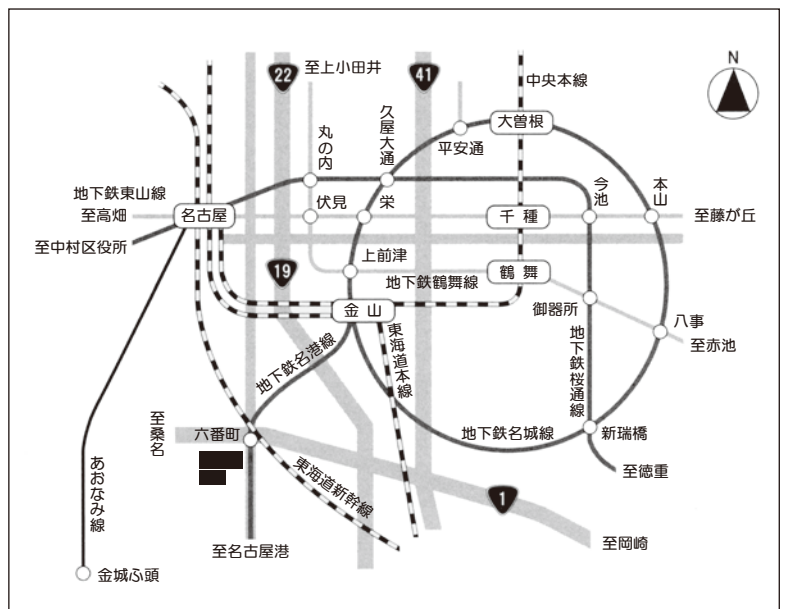 N
22
至上小田井
41
中央本線
久屋大通
大曽根
丸の内
平安通
地下鉄東山線
伏見
栄
今池
本山
至高畑
名古屋
千種
至藤が丘
至中村区役所
上前津
19
地下鉄鶴舞線
鶴舞
金山
御器所
八事
至赤池
地下鉄名港線
東海道本線
地下鉄桜通線
至桑名
六番町
地下鉄名城線
新瑞橋
あおなみ線
東海道新幹線
至徳重
1
至名古屋港
至岡崎
金城ふ頭